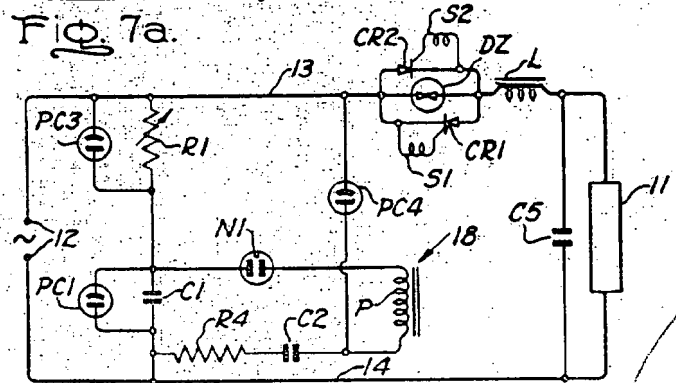 Fig. 7a.
S2
CR2
DZ
13
L
PC3
R1
CR1
S1
PC4
11
12
~
N1
18
C5
PC1
C1
P
R4
C2
14